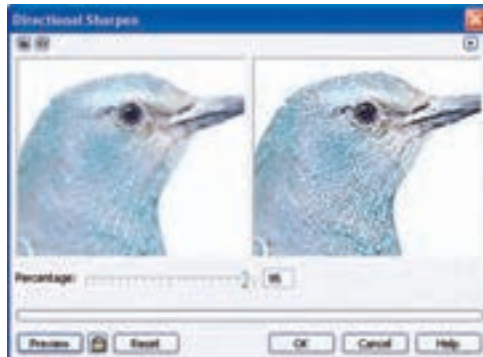 Directional Sharpen
Percentage: 95
Preview Reset OK Cancel Help